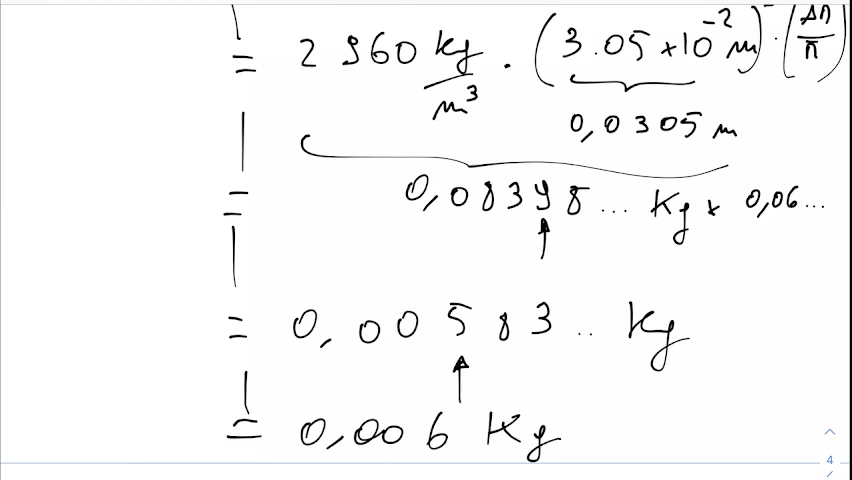 = 2 960 kg/m³ · (3.05 × 10⁻² m) · (Δn/n̄)
0,0305 m
= 0,08398 ... Kg × 0,06...
= 0,00583 .. Kg
= 0,006 Kg
4